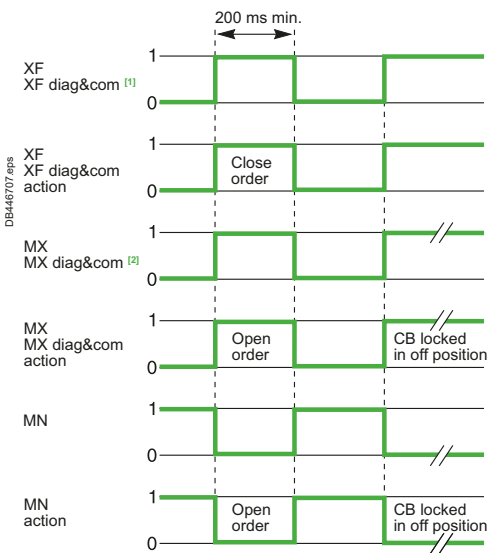 200 ms min.
XF
XF diag&com [1]
1
0
XF
XF diag&com
action
1
0
Close
order
DB446707.eps
MX
MX diag&com [2]
1
0
MX
MX diag&com
action
1
0
Open
order
CB locked
in off position
MN
1
0
MN
action
1
0
Open
order
CB locked
in off position